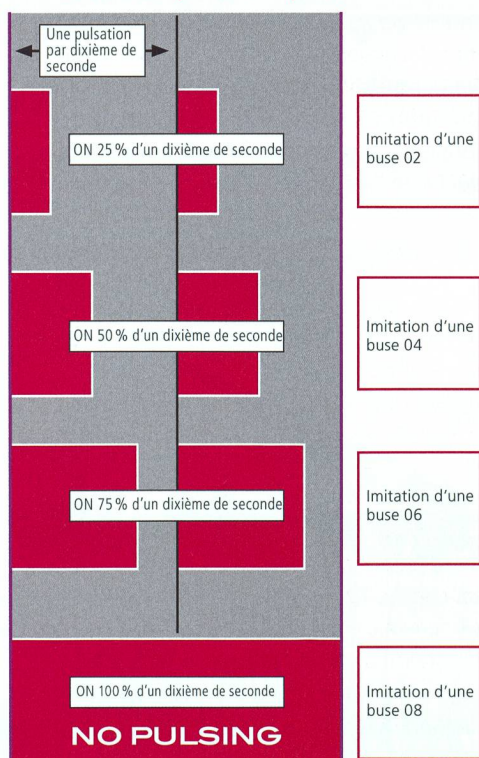 Une pulsation
par dixième de
seconde
ON 25 % d'un dixième de seconde
Imitation d'une
buse 02
ON 50 % d'un dixième de seconde
Imitation d'une
buse 04
ON 75 % d'un dixième de seconde
Imitation d'une
buse 06
ON 100 % d'un dixième de seconde
NO PULSING
Imitation d'une
buse 08